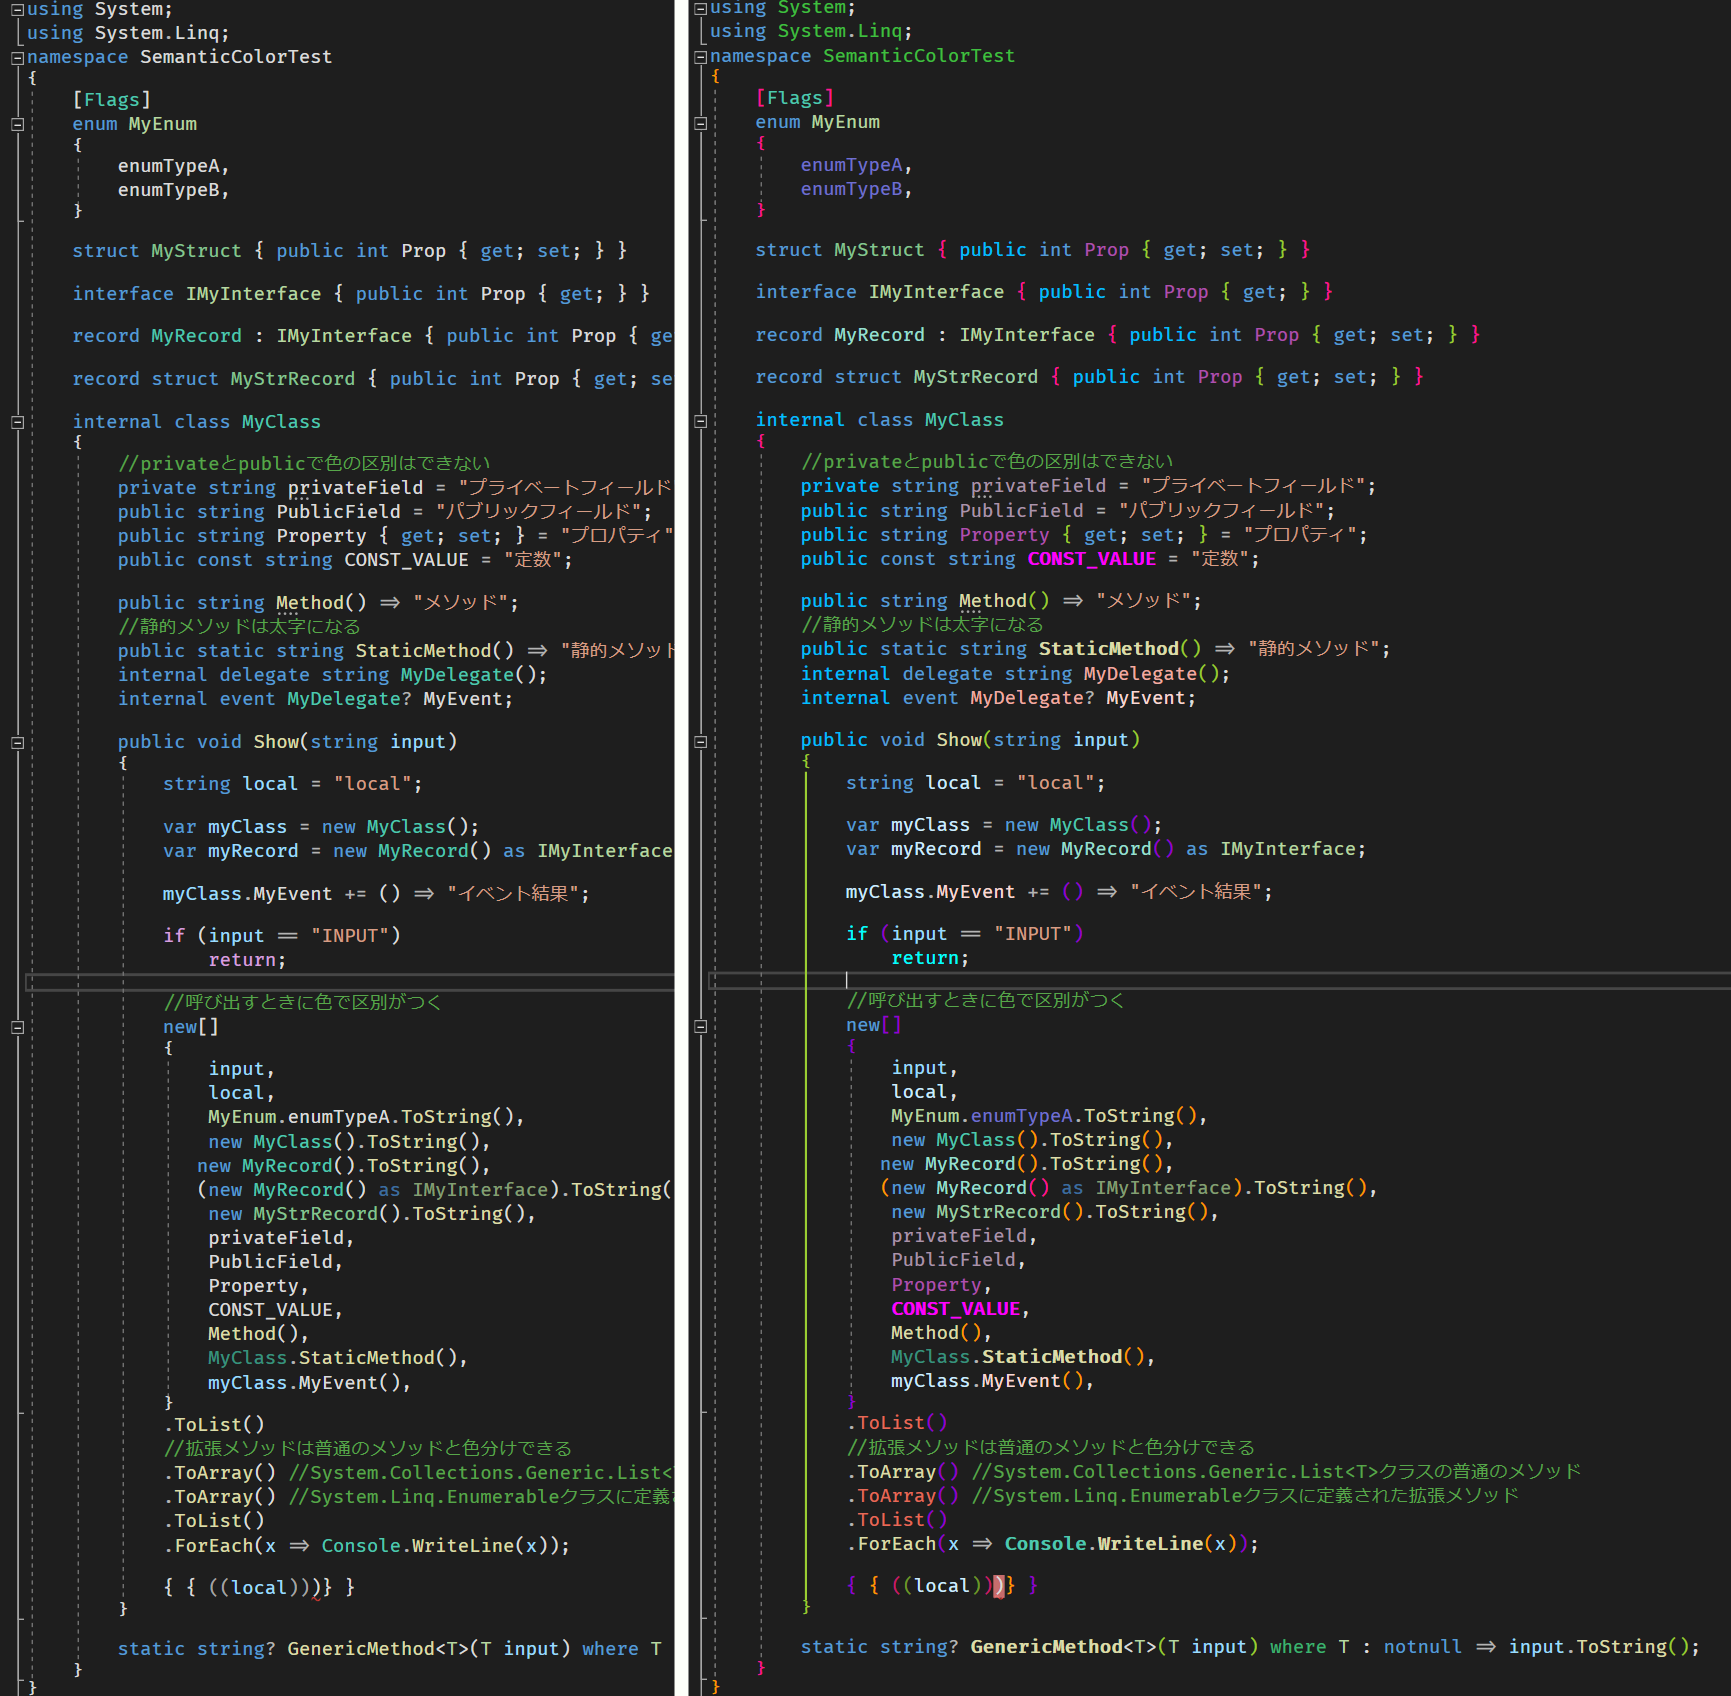 using System;
using System.Linq;
namespace SemanticColorTest
{
[Flags]
enum MyEnum
{
enumTypeA,
enumTypeB,
}
struct MyStruct { public int Prop { get; set; } }
interface IMyInterface { public int Prop { get; } }
record MyRecord : IMyInterface { public int Prop { ge
record struct MyStrRecord { public int Prop { get; se
internal class MyClass
{
//privateとpublicで色の区別はできない
private string privateField = "プライベートフィールド
public string PublicField = "パブリックフィールド";
public string Property { get; set; } = "プロパティ"
public const string CONST_VALUE = "定数";
public string Method() => "メソッド";
//静的メソッドは太字になる
public static string StaticMethod() => "静的メソッド
internal delegate string MyDelegate();
internal event MyDelegate? MyEvent;
public void Show(string input)
{
string local = "local";
var myClass = new MyClass();
var myRecord = new MyRecord() as IMyInterface
myClass.MyEvent += () => "イベント結果";
if (input == "INPUT")
return;
//呼び出すときに色で区別がつく
new[]
{
input,
local,
MyEnum.enumTypeA.ToString(),
new MyClass().ToString(),
new MyRecord().ToString(),
(new MyRecord() as IMyInterface).ToString(
new MyStrRecord().ToString(),
privateField,
PublicField,
Property,
CONST_VALUE,
Method(),
MyClass.StaticMethod(),
myClass.MyEvent(),
}
.ToList()
//拡張メソッドは普通のメソッドと色分けできる
.ToArray() //System.Collections.Generic.List<
.ToArray() //System.Linq.Enumerableクラスに定義
.ToList()
.ForEach(x => Console.WriteLine(x));
{ { ((local)))} }
}
static string? GenericMethod<T>(T input) where T
}
}
using System;
using System.Linq;
namespace SemanticColorTest
{
[Flags]
enum MyEnum
{
enumTypeA,
enumTypeB,
}
struct MyStruct { public int Prop { get; set; } }
interface IMyInterface { public int Prop { get; } }
record MyRecord : IMyInterface { public int Prop { get; set; } }
record struct MyStrRecord { public int Prop { get; set; } }
internal class MyClass
{
//privateとpublicで色の区別はできない
private string privateField = "プライベートフィールド";
public string PublicField = "パブリックフィールド";
public string Property { get; set; } = "プロパティ";
public const string CONST_VALUE = "定数";
public string Method() => "メソッド";
//静的メソッドは太字になる
public static string StaticMethod() => "静的メソッド";
internal delegate string MyDelegate();
internal event MyDelegate? MyEvent;
public void Show(string input)
{
string local = "local";
var myClass = new MyClass();
var myRecord = new MyRecord() as IMyInterface;
myClass.MyEvent += () => "イベント結果";
if (input == "INPUT")
return;
//呼び出すときに色で区別がつく
new[]
{
input,
local,
MyEnum.enumTypeA.ToString(),
new MyClass().ToString(),
new MyRecord().ToString(),
(new MyRecord() as IMyInterface).ToString(),
new MyStrRecord().ToString(),
privateField,
PublicField,
Property,
CONST_VALUE,
Method(),
MyClass.StaticMethod(),
myClass.MyEvent(),
}
.ToList()
//拡張メソッドは普通のメソッドと色分けできる
.ToArray() //System.Collections.Generic.List<T>クラスの普通のメソッド
.ToArray() //System.Linq.Enumerableクラスに定義された拡張メソッド
.ToList()
.ForEach(x => Console.WriteLine(x));
{ { ((local)))} }
}
static string? GenericMethod<T>(T input) where T : notnull => input.ToString();
}
}